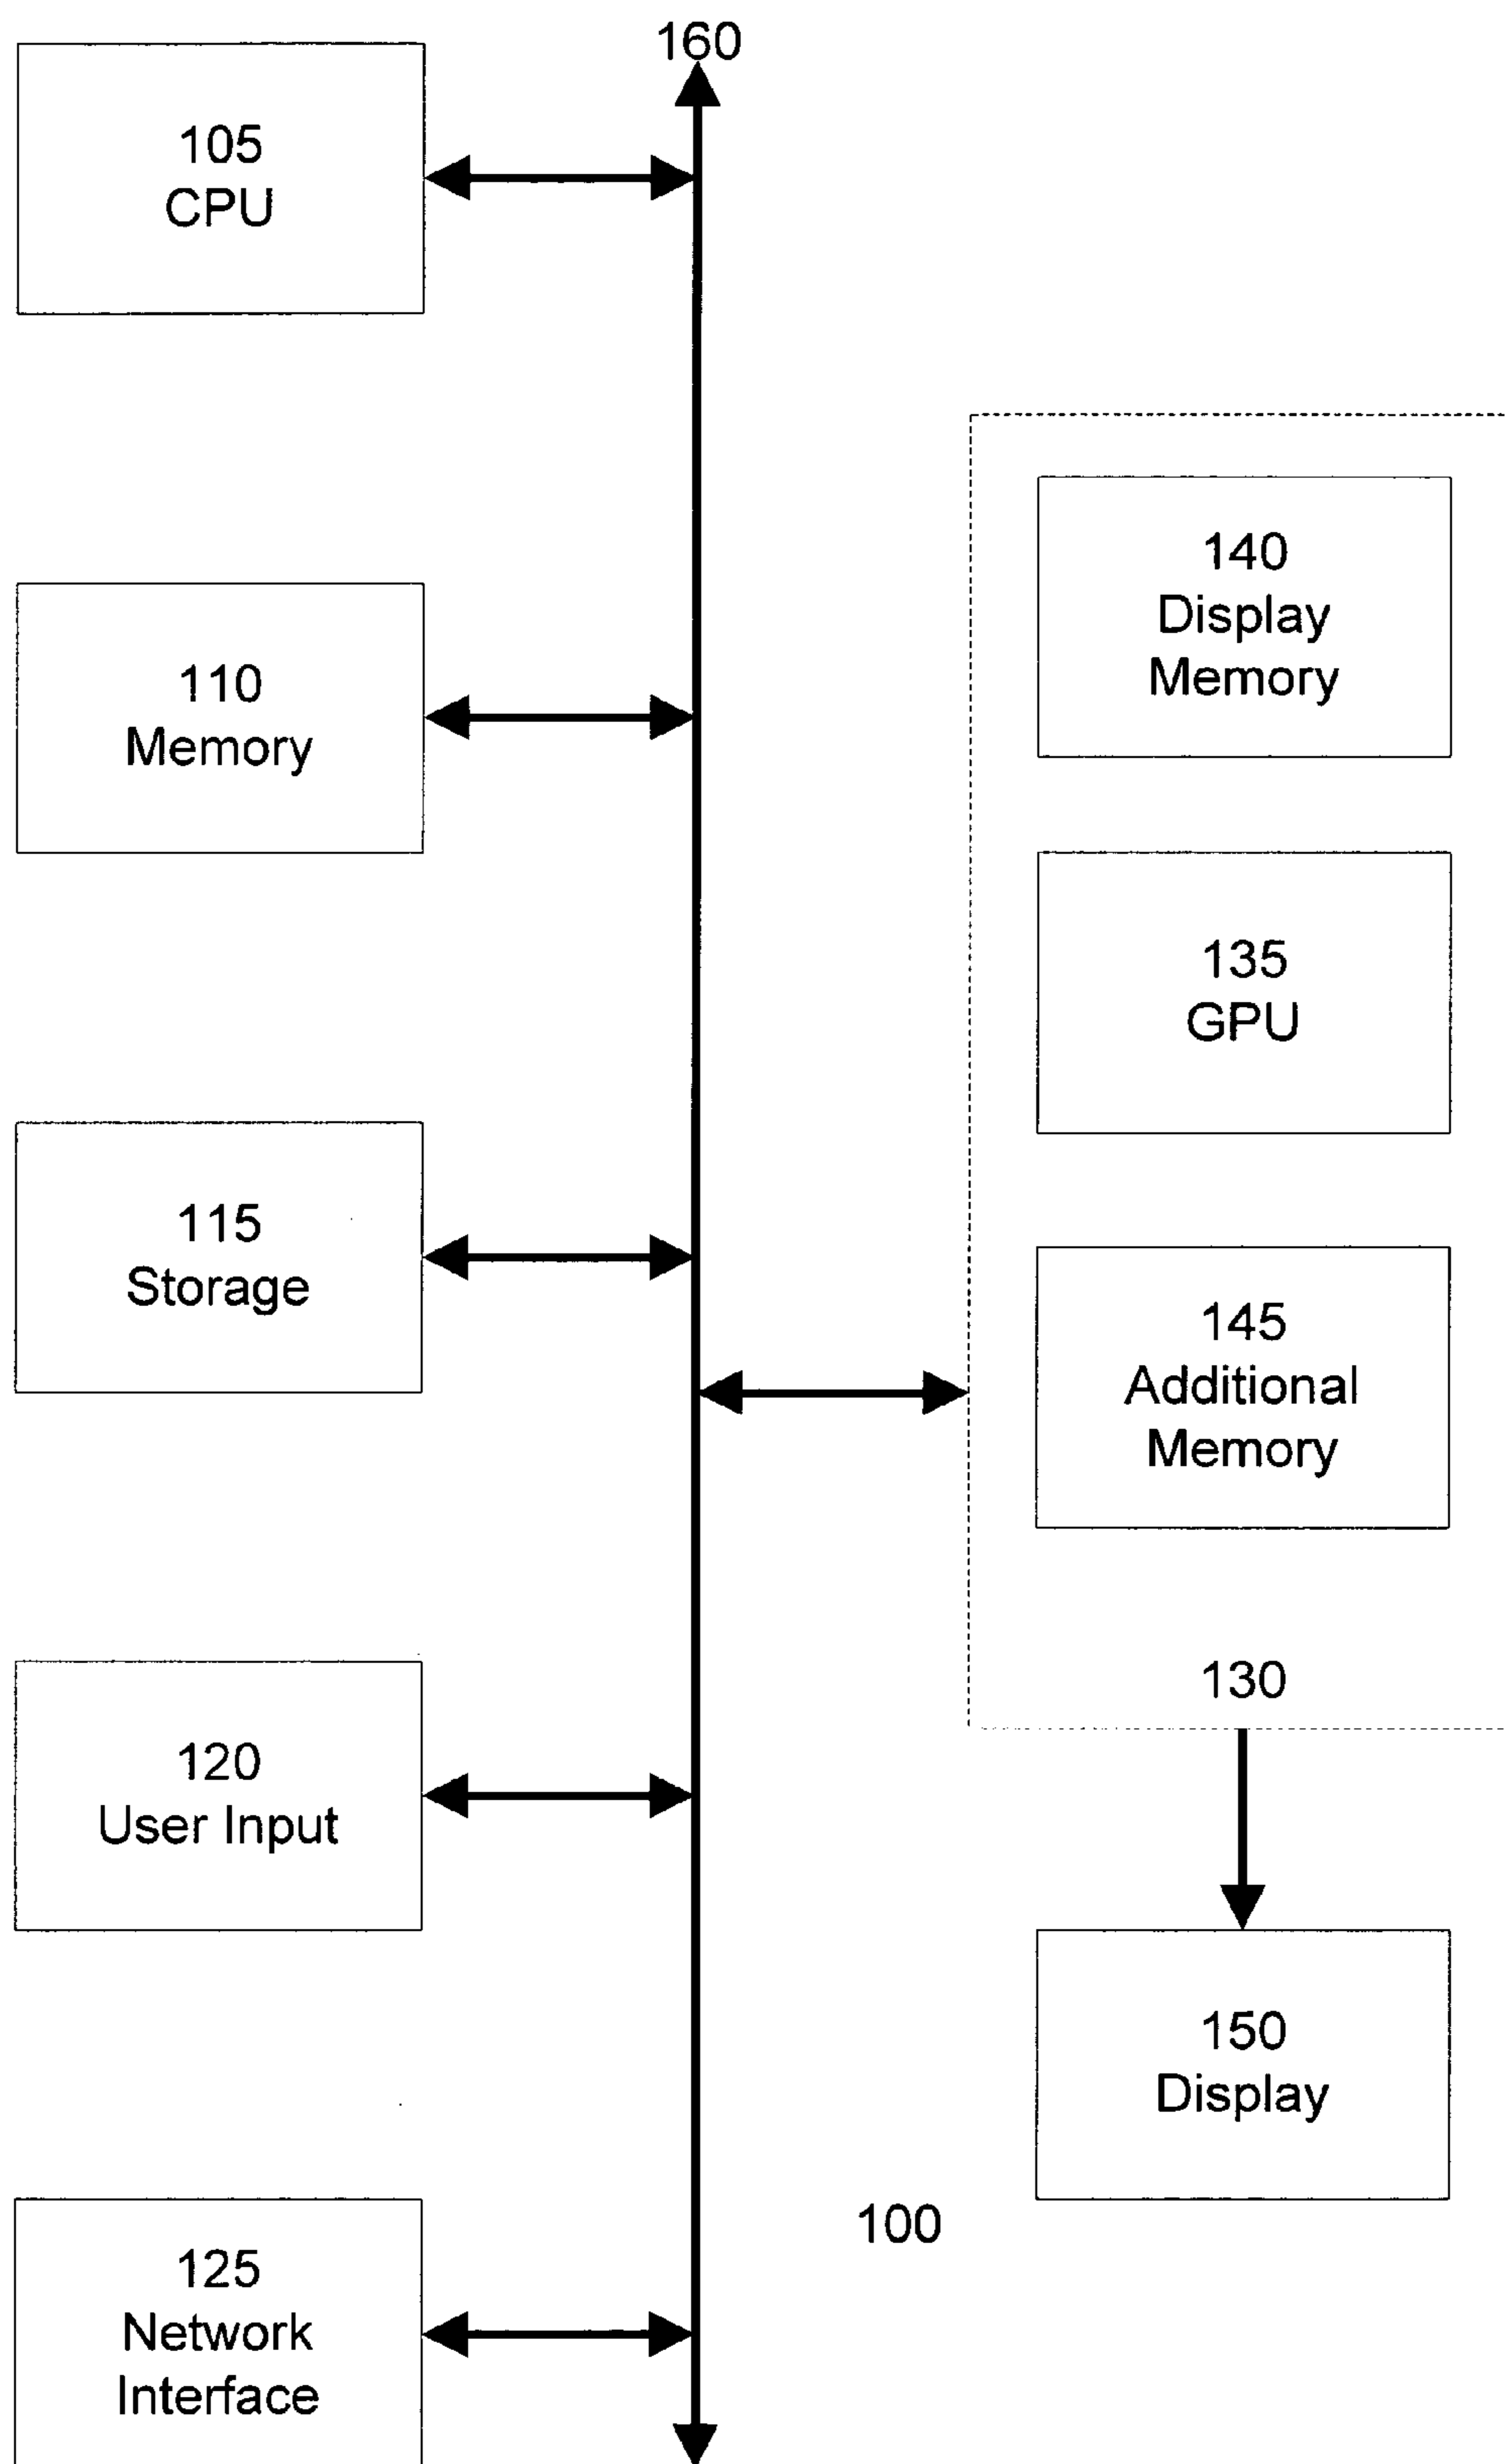 160
105
CPU
110
Memory
115
Storage
120
User Input
125
Network
Interface
140
Display
Memory
135
GPU
145
Additional
Memory
130
150
Display
100